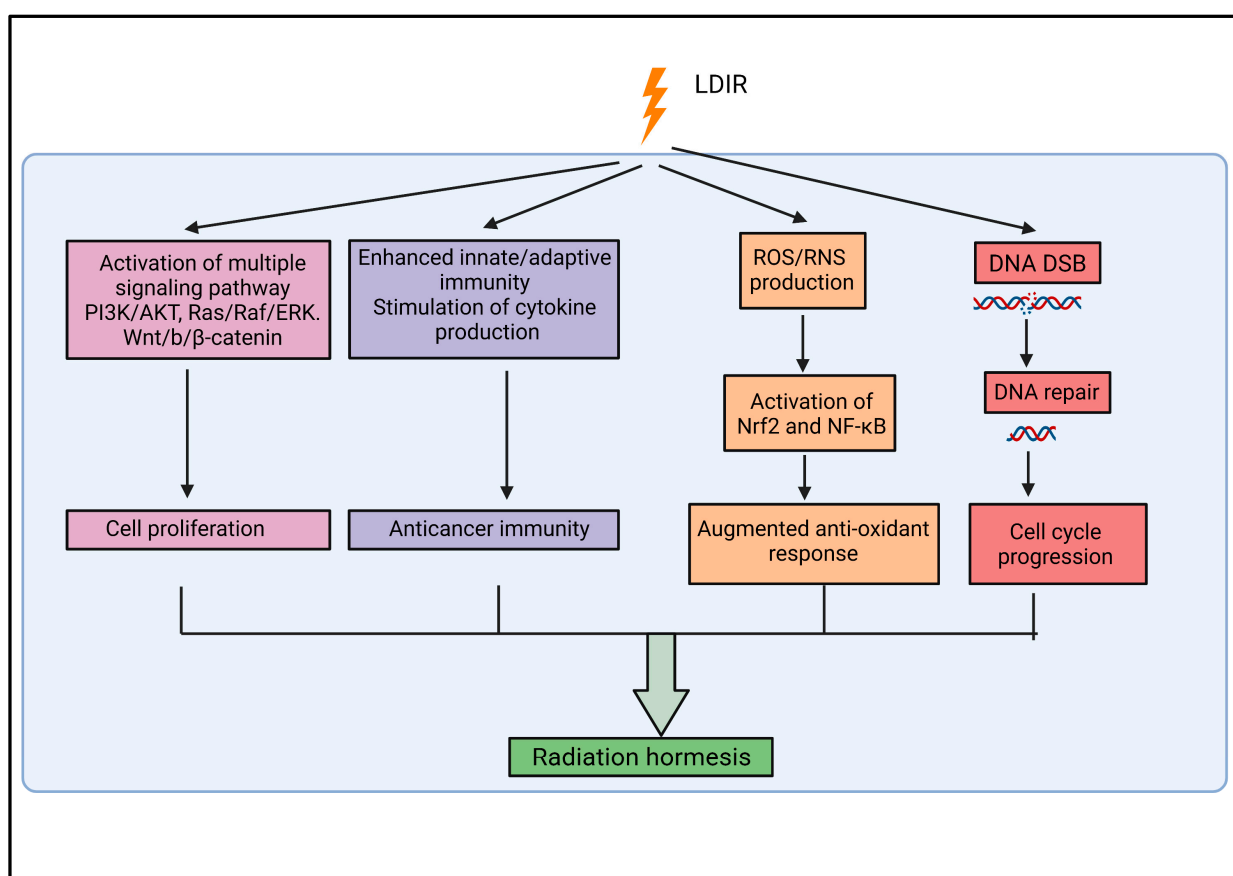 LDIR
Activation of multiple
signaling pathway
PI3K/AKT, Ras/Raf/ERK.
Wnt/b/β-catenin
Enhanced innate/adaptive
immunity
Stimulation of cytokine
production
ROS/RNS
production
DNA DSB
Activation of
Nrf2 and NF-κB
DNA repair
Cell proliferation
Anticancer immunity
Augmented anti-oxidant
response
Cell cycle
progression
Radiation hormesis